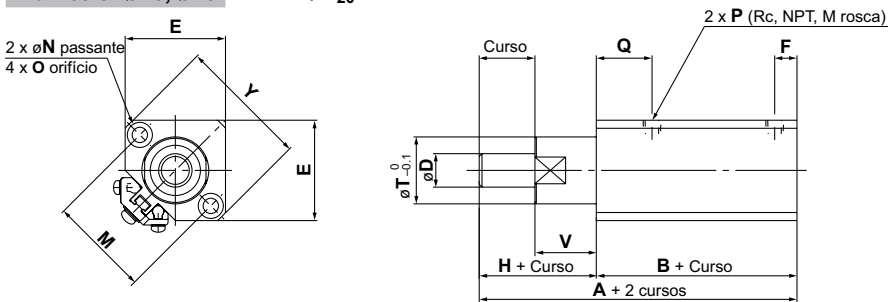 20
E
2 x øN passante
4 x O orifício
Y
E
M
2 x P (Rc, NPT, M rosca)
Curso
Q
F
øT 0 −0.1
øD
V
H + Curso
B + Curso
A + 2 cursos